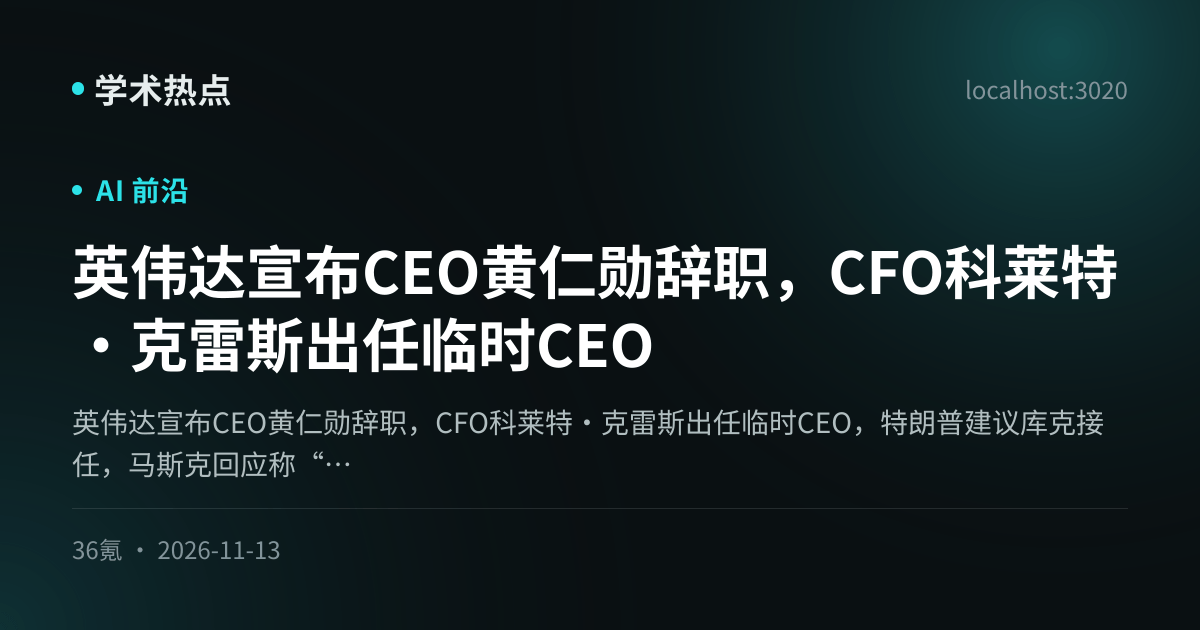 学术热点
localhost:3020
AI 前沿
英伟达宣布CEO黄仁勋辞职，CFO科莱特
·克雷斯出任临时CEO
英伟达宣布CEO黄仁勋辞职，CFO科莱特·克雷斯出任临时CEO，特朗普建议库克接
任，马斯克回应称“…
36氪 · 2026-11-13